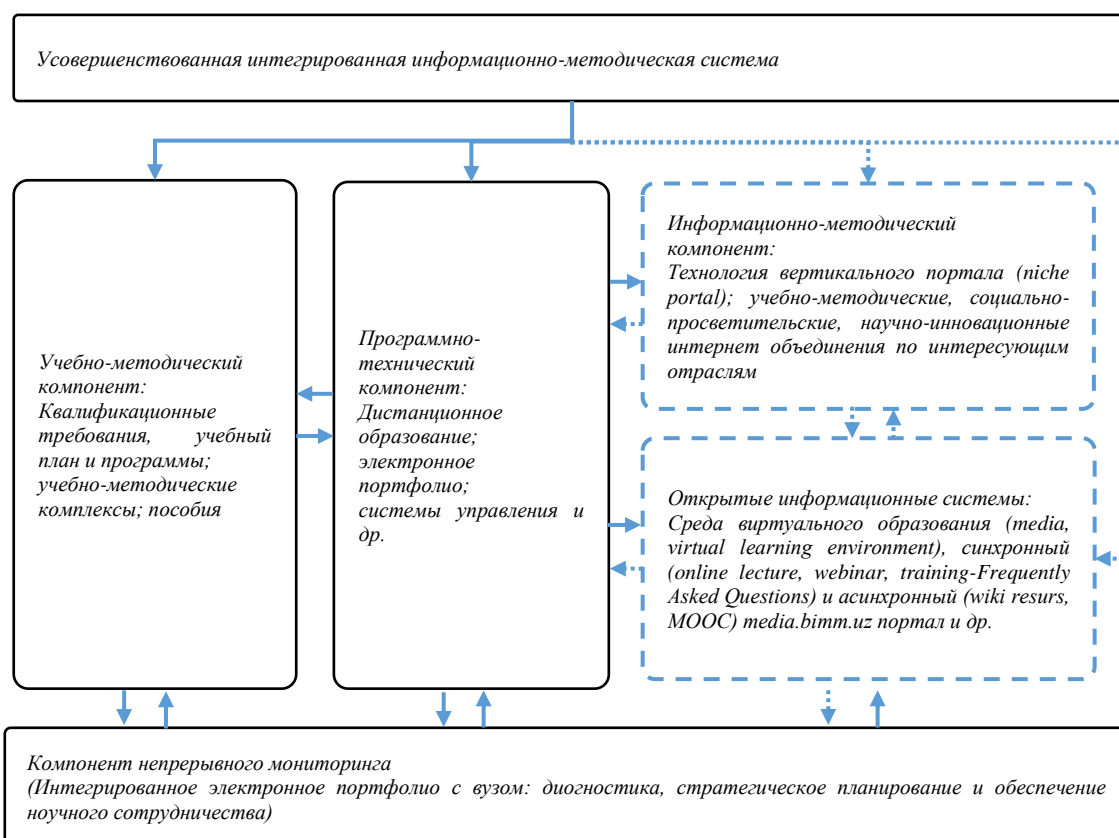 Усовершенствованная интегрированная информационно-методическая система
Учебно-методический
компонент:
Квалификационные
требования, учебный
план и программы;
учебно-методические
комплексы; пособия
Программно-
технический
компонент:
Дистанционое
образование;
электронное
портфолио;
системы управления и
др.
Информационно-методический
компонент:
Технология вертикального портала (niche
portal); учебно-методические, социально-
просветительские, научно-инновационные
интернет объединения по интересующим
отраслям
Открытые информационные системы:
Среда виртуального образования (media,
virtual learning environment), синхронный
(online lecture, webinar, training-Frequently
Asked Questions) и асинхронный (wiki resurs,
MOOC) media.bimm.uz портал и др.
Компонент непрерывного мониторинга
(Интегрированное электронное портфолио с вузом: диогностика, стратегическое планирование и обеспечение
ноучного сотрудничества)